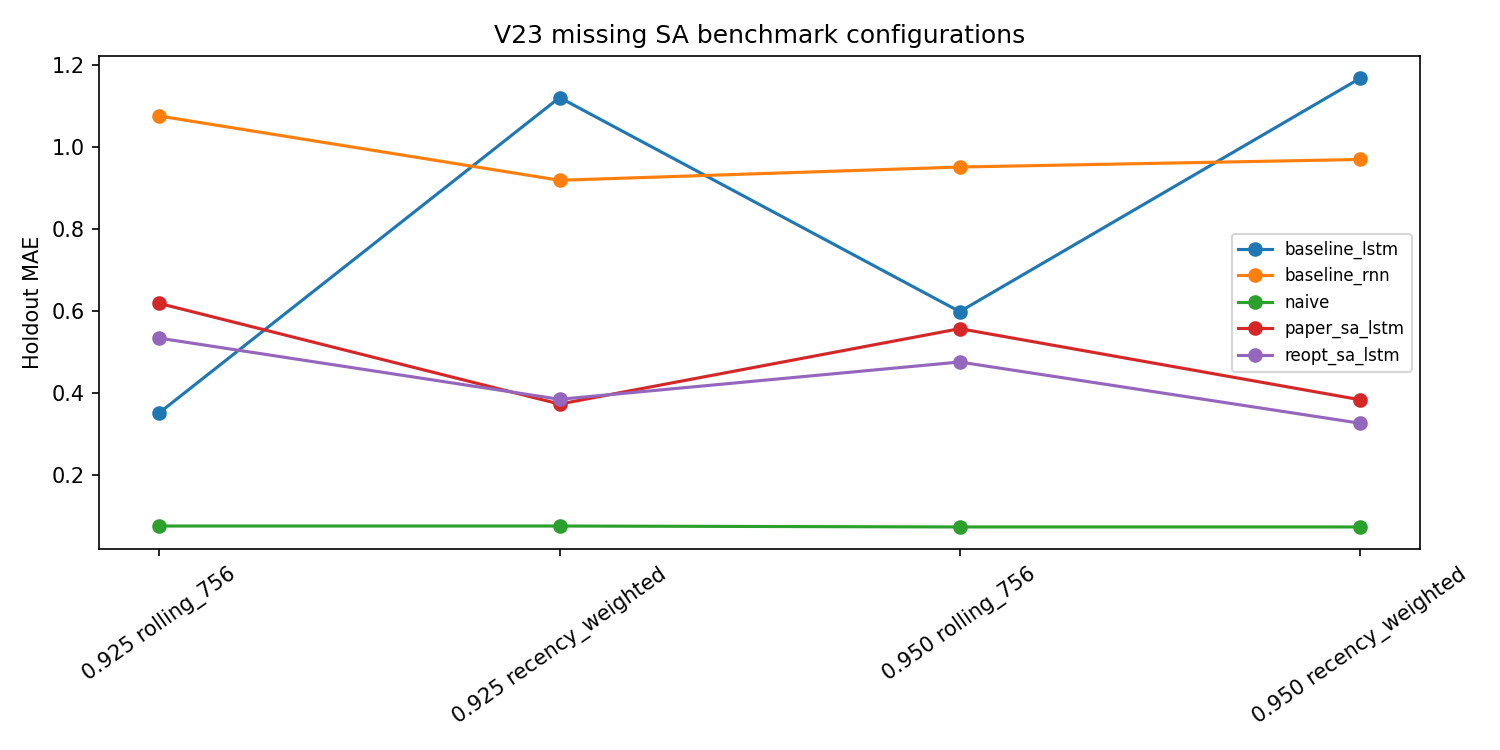 V23 missing SA benchmark configurations
Holdout MAE
1.2
1.0
0.8
0.6
0.4
0.2
baseline_lstm
baseline_rnn
naive
paper_sa_lstm
reopt_sa_lstm
0.925 rolling_756
0.925 recency_weighted
0.950 rolling_756
0.950 recency_weighted